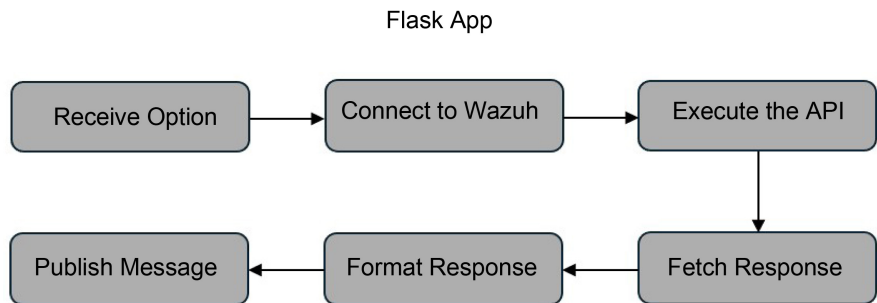 Flask App
Receive Option
Connect to Wazuh
Execute the API
Publish Message
Format Response
Fetch Response